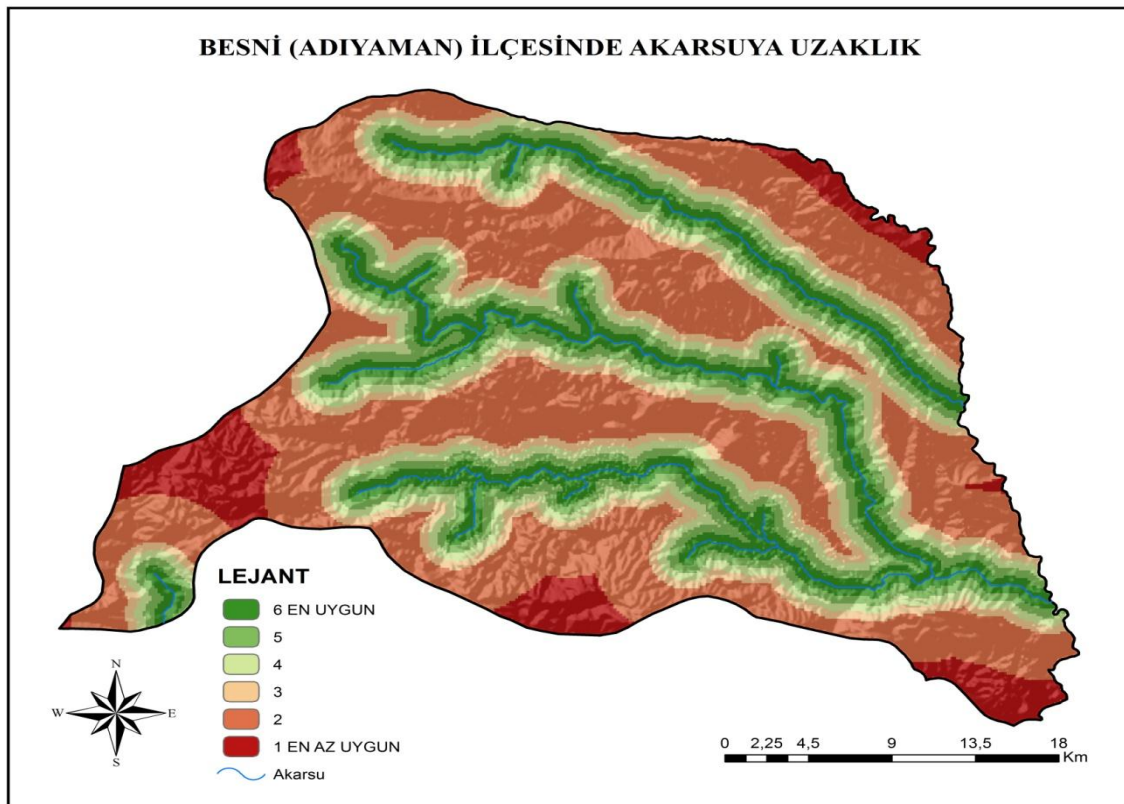 BESNİ (ADIYAMAN) İLÇESİNDE AKARSUYA UZAKLIK
LEJANT
6 EN UYGUN
5
4
3
2
1 EN AZ UYGUN
Akarsu
N
W E
S
0 2,25 4,5 9 13,5 18
Km